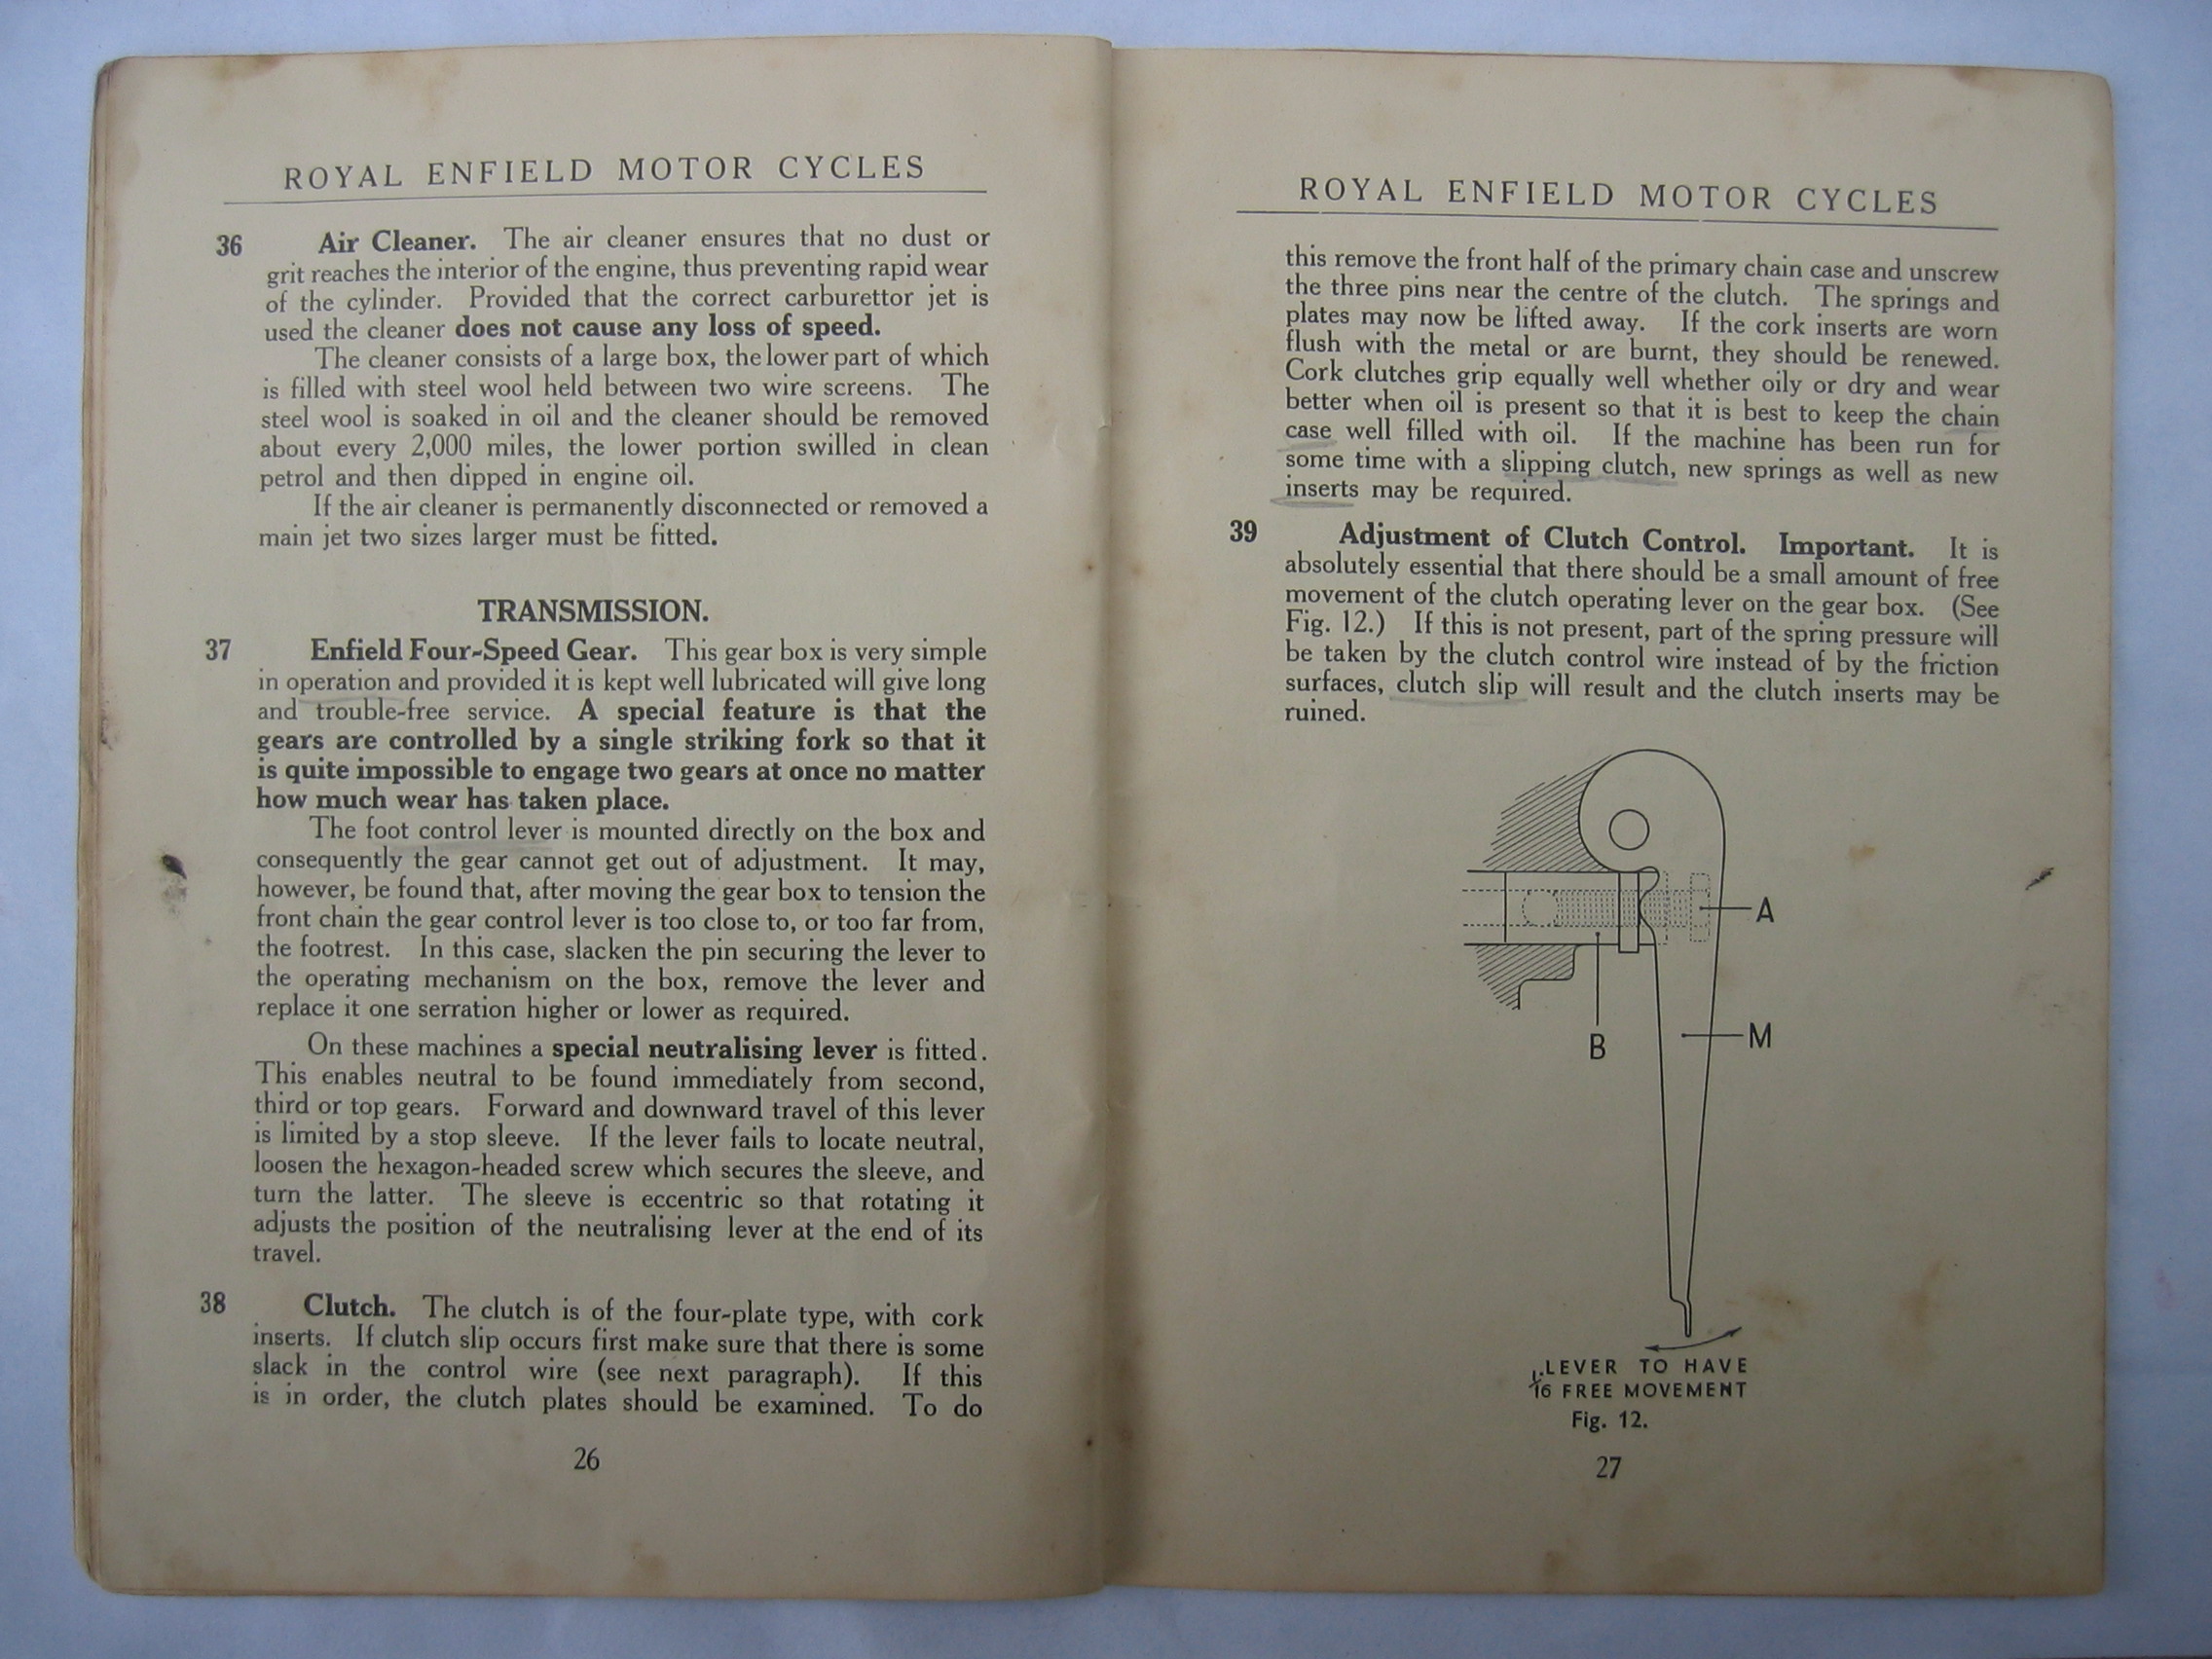 ROYAL ENFIELD MOTOR CYCLES
36 Air Cleaner. The air cleaner ensures that no dust or
grit reaches the interior of the engine, thus preventing rapid wear
of the cylinder. Provided that the correct carburettor jet is
used the cleaner does not cause any loss of speed.
The cleaner consists of a large box, the lower part of which
is filled with steel wool held between two wire screens. The
steel wool is soaked in oil and the cleaner should be removed
about every 2,000 miles, the lower portion swilled in clean
petrol and then dipped in engine oil.
If the air cleaner is permanently disconnected or removed a
main jet two sizes larger must be fitted.
TRANSMISSION.
37 Enfield Four-Speed Gear. This gear box is very simple
in operation and provided it is kept well lubricated will give long
and trouble-free service. A special feature is that the
gears are controlled by a single striking fork so that it
is quite impossible to engage two gears at once no matter
how much wear has taken place.
The foot control lever is mounted directly on the box and
consequently the gear cannot get out of adjustment. It may,
however, be found that, after moving the gear box to tension the
front chain the gear control lever is too close to, or too far from,
the footrest. In this case, slacken the pin securing the lever to
the operating mechanism on the box, remove the lever and
replace it one serration higher or lower as required.
On these machines a special neutralising lever is fitted.
This enables neutral to be found immediately from second,
third or top gears. Forward and downward travel of this lever
is limited by a stop sleeve. If the lever fails to locate neutral,
loosen the hexagon-headed screw which secures the sleeve, and
turn the latter. The sleeve is eccentric so that rotating it
adjusts the position of the neutralising lever at the end of its
travel.
38 Clutch. The clutch is of the four-plate type, with cork
inserts. If clutch slip occurs first make sure that there is some
slack in the control wire (see next paragraph). If this
is in order, the clutch plates should be examined. To do
26
ROYAL ENFIELD MOTOR CYCLES
this remove the front half of the primary chain case and unscrew
the three pins near the centre of the clutch. The springs and
plates may now be lifted away. If the cork inserts are worn
flush with the metal or are burnt, they should be renewed.
Cork clutches grip equally well whether oily or dry and wear
better when oil is present so that it is best to keep the chain
case well filled with oil. If the machine has been run for
some time with a slipping clutch, new springs as well as new
inserts may be required.
39 Adjustment of Clutch Control. Important. It is
absolutely essential that there should be a small amount of free
movement of the clutch operating lever on the gear box. (See
Fig. 12.) If this is not present, part of the spring pressure will
be taken by the clutch control wire instead of by the friction
surfaces, clutch slip will result and the clutch inserts may be
ruined.
A
B
M
LEVER TO HAVE
1/16 FREE MOVEMENT
Fig. 12.
27